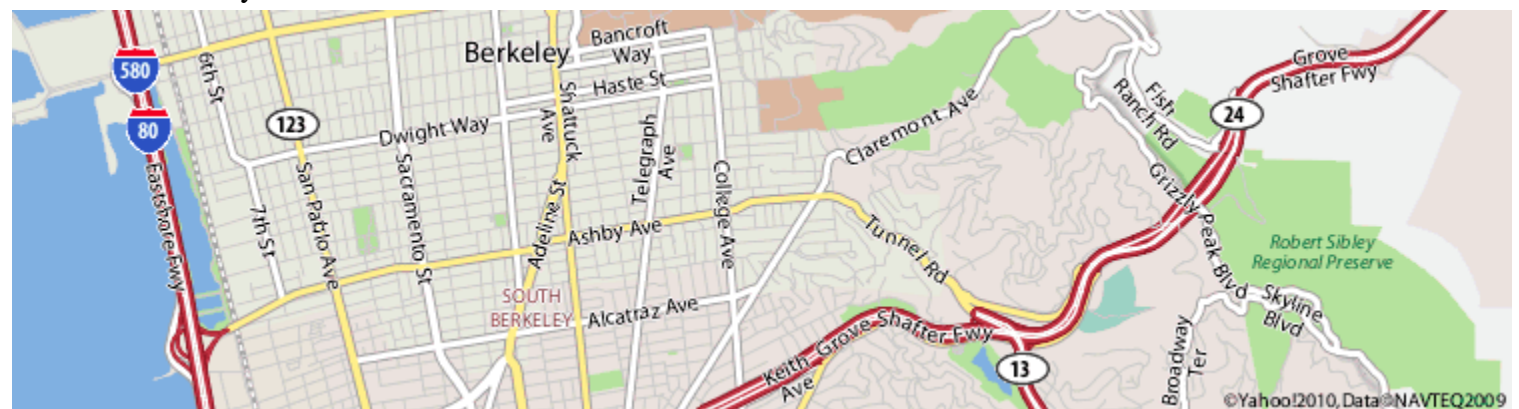 Bancroft
Way
Berkeley
Grove
Shafter Fwy
580
6th St
Haste St
Fish
Ranch Rd
Shattuck
Ave
24
123
80
Dwight Way
Telegraph
Ave
Claremont Ave
Eastshore Fwy
San Pablo Ave
Sacramento St
College Ave
Grizzly Peak Blvd
7th St
Adeline St
Ashby Ave
Tunnel Rd
Robert Sibley
Regional Preserve
SOUTH
BERKELEY
Alcatraz Ave
Skyline
Blvd
Keith Grove Shafter Fwy
Ave
Broadway
Ter
13
©Yahoo!2010, Data©NAVTEQ2009